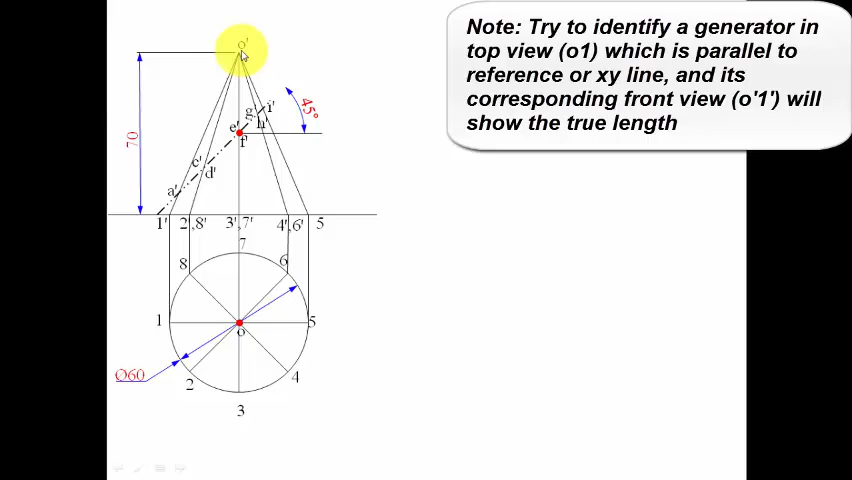 Note: Try to identify a generator in
top view (o1) which is parallel to
reference or xy line, and its
corresponding front view (o'1') will
show the true length
o'
i'
g'
h'
45°
e'
f'
70
c'
d'
a'
1' 2',8' 3',7' 4',6' 5
7
8 6
1 5
o
Ø60
2 4
3